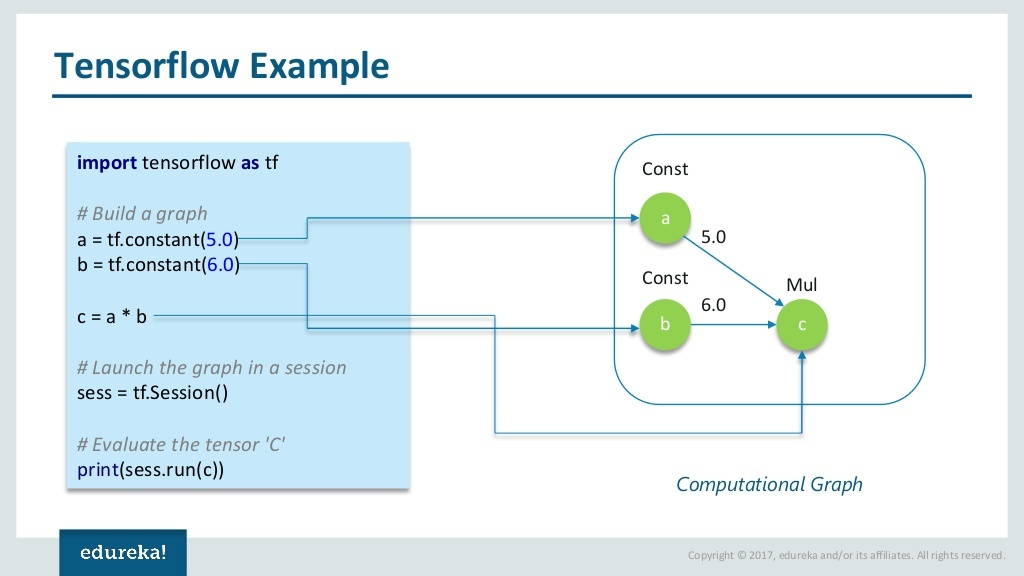 Tensorflow Example
import tensorflow as tf
# Build a graph
a = tf.constant(5.0)
b = tf.constant(6.0)
c = a * b
# Launch the graph in a session
sess = tf.Session()
# Evaluate the tensor 'C'
print(sess.run(c))
Const
a
5.0
Const
b
6.0
Mul
c
Computational Graph
edureka!
Copyright © 2017, edureka and/or its affiliates. All rights reserved.